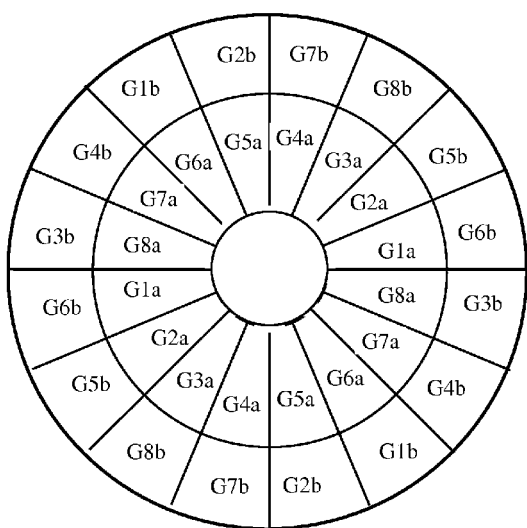 G2b G7b
G1b G8b
G5a G4a
G4b G6a G3a G5b
G7a G2a
G3b G8a G1a G6b
G6b G1a G8a G3b
G2a G7a
G5b G3a G6a G4b
G4a G5a
G8b G1b
G7b G2b